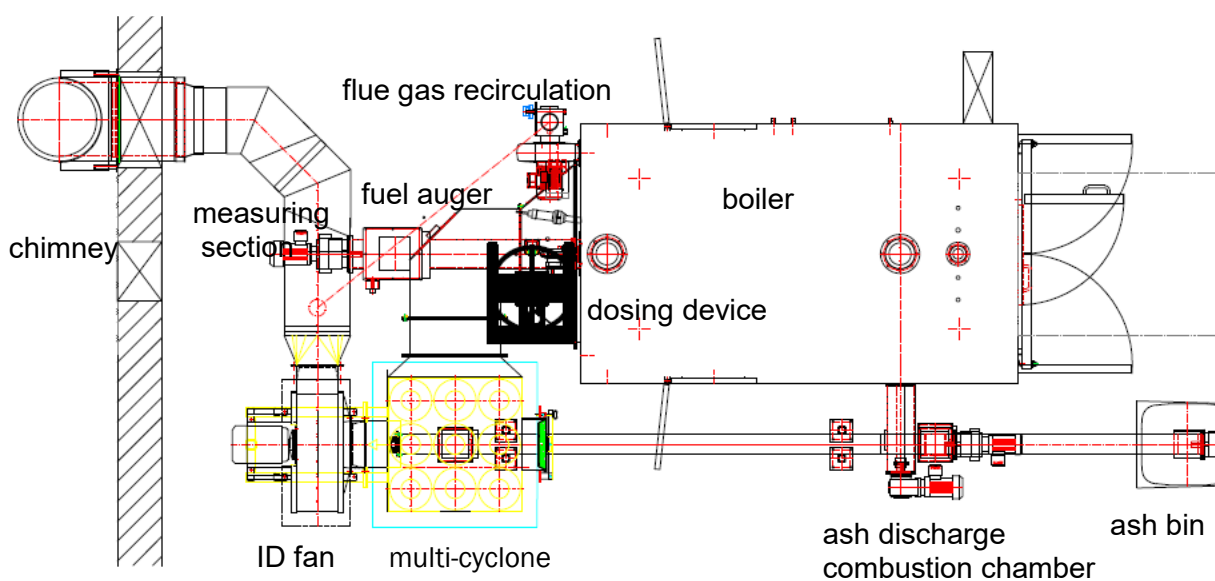 flue gas recirculation
fuel auger
boiler
measuring
section
chimney
dosing device
ash discharge
combustion chamber
ash bin
ID fan
multi-cyclone